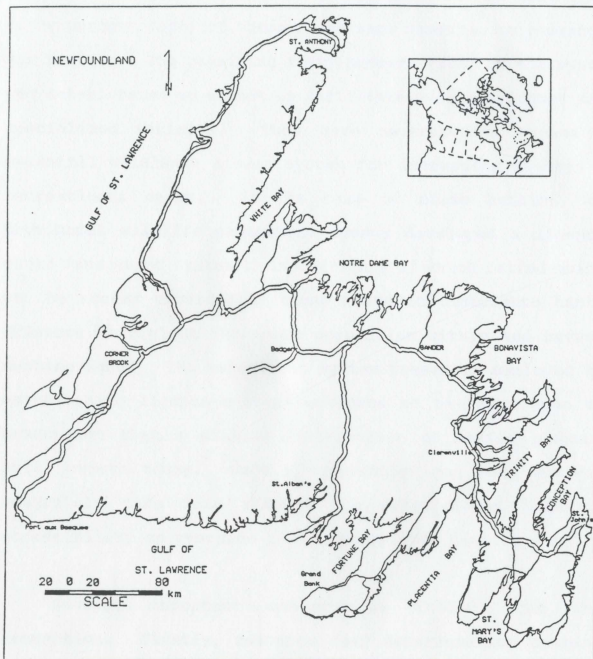 ST. ANTHONY
NEWFOUNDLAND
N
GULF OF ST. LAWRENCE
WHITE BAY
NOTRE DAME BAY
CORNER
BROOK
Badger
GANDER
BONAVISTA
BAY
Clarenville
TRINITY BAY
CONCEPTION
BAY
St.
John's
St. Alban's
Port aux Basques
GULF OF
ST. LAWRENCE
FORTUNE BAY
Grand
Bank
PLACENTIA BAY
ST.
MARY'S
BAY
20 0 20 80 km
SCALE